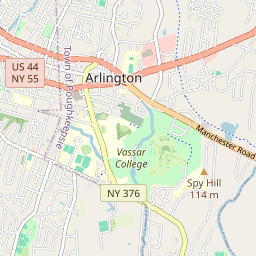 US 44
NY 55
Arlington
Town of Poughkeepsie
Manchester Road
Vassar
College
Spy Hill
114 m
NY 376